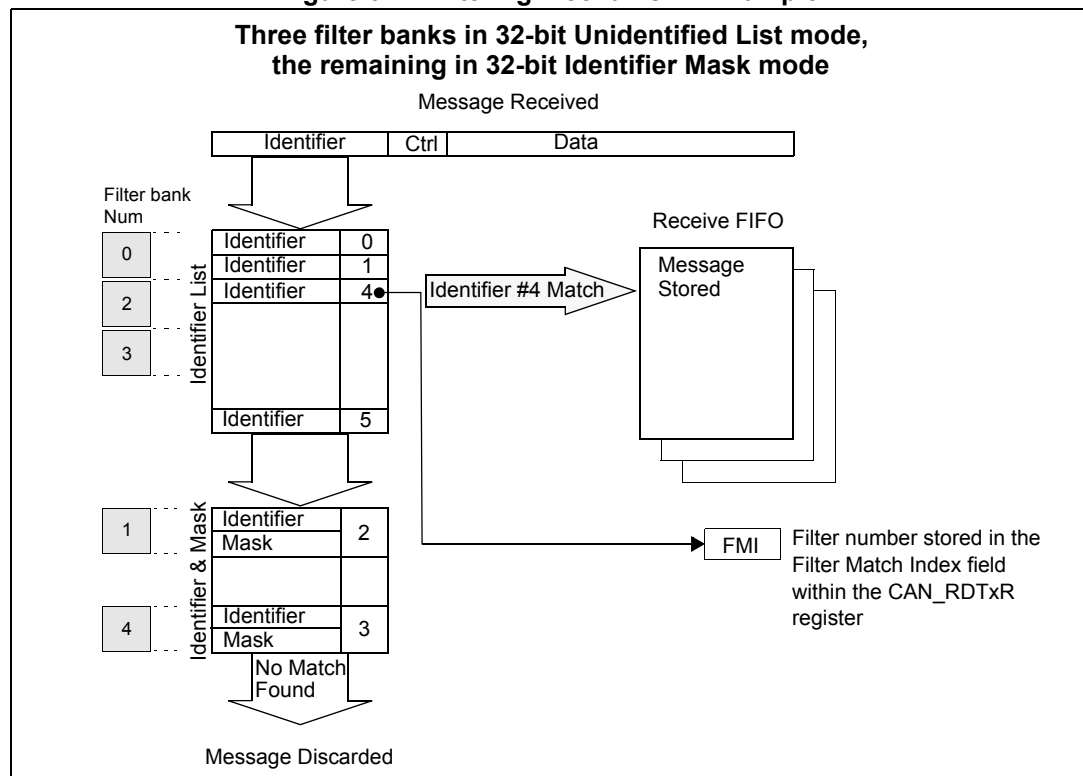 Three filter banks in 32-bit Unidentified List mode,
the remaining in 32-bit Identifier Mask mode
Message Received
Identifier Ctrl Data
Filter bank
Num
0
2
3
Identifier List
Identifier 0
Identifier 1
Identifier 4
Identifier 5
Identifier #4 Match
Receive FIFO
Message
Stored
1
4
Identifier & Mask
Identifier
Mask
2
Identifier
Mask
3
FMI
Filter number stored in the
Filter Match Index field
within the CAN_RDTxR
register
No Match
Found
Message Discarded